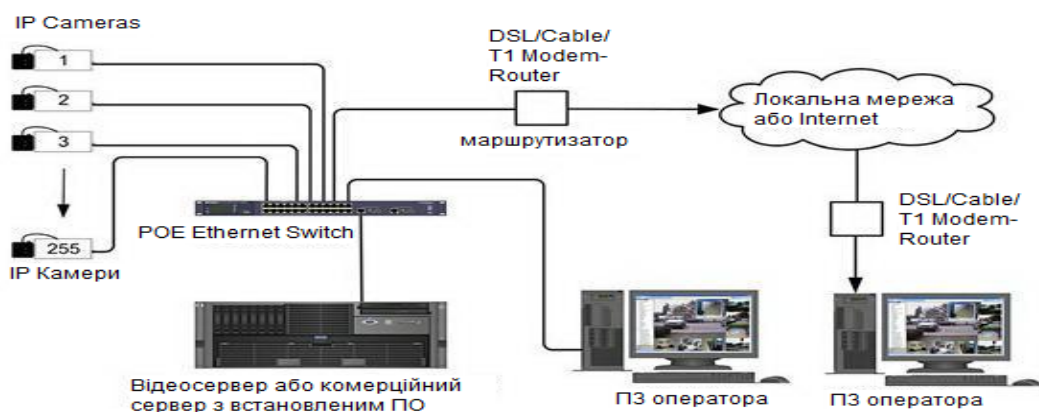 IP Cameras
1
2
3
255
IP Камери
DSL/Cable/
T1 Modem-
Router
маршрутизатор
Локальна мережа
або Internet
DSL/Cable/
T1 Modem-
Router
POE Ethernet Switch
Відеосервер або комерційний
сервер з встановленим ПО
ПЗ оператора
ПЗ оператора